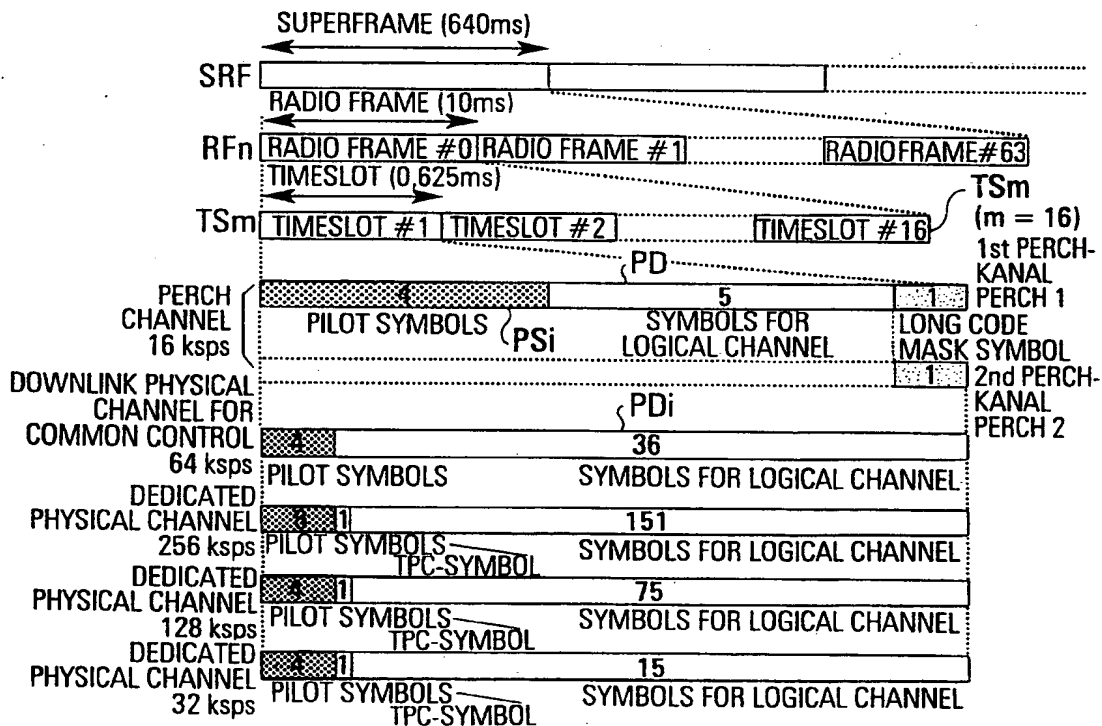 SUPERFRAME (640ms)
SRF
RADIO FRAME (10ms)
RFn RADIO FRAME #0 RADIO FRAME #1 RADIOFRAME#63
TIMESLOT (0,625ms)
TSm TIMESLOT #1 TIMESLOT #2 TIMESLOT #16
TSm
(m = 16)
1st PERCH-
KANAL
PERCH 1
PD
PERCH
CHANNEL
16 ksps
4 5 1
PILOT SYMBOLS
PSi
SYMBOLS FOR
LOGICAL CHANNEL
LONG CODE
MASK SYMBOL
1
2nd PERCH-
KANAL
PERCH 2
DOWNLINK PHYSICAL
CHANNEL FOR
COMMON CONTROL
64 ksps
PDi
4 36
PILOT SYMBOLS SYMBOLS FOR LOGICAL CHANNEL
DEDICATED
PHYSICAL CHANNEL
256 ksps
1 151
PILOT SYMBOLS SYMBOLS FOR LOGICAL CHANNEL
TPC-SYMBOL
DEDICATED
PHYSICAL CHANNEL
128 ksps
4 1 75
PILOT SYMBOLS SYMBOLS FOR LOGICAL CHANNEL
TPC-SYMBOL
DEDICATED
PHYSICAL CHANNEL
32 ksps
4 1 15
PILOT SYMBOLS SYMBOLS FOR LOGICAL CHANNEL
TPC-SYMBOL